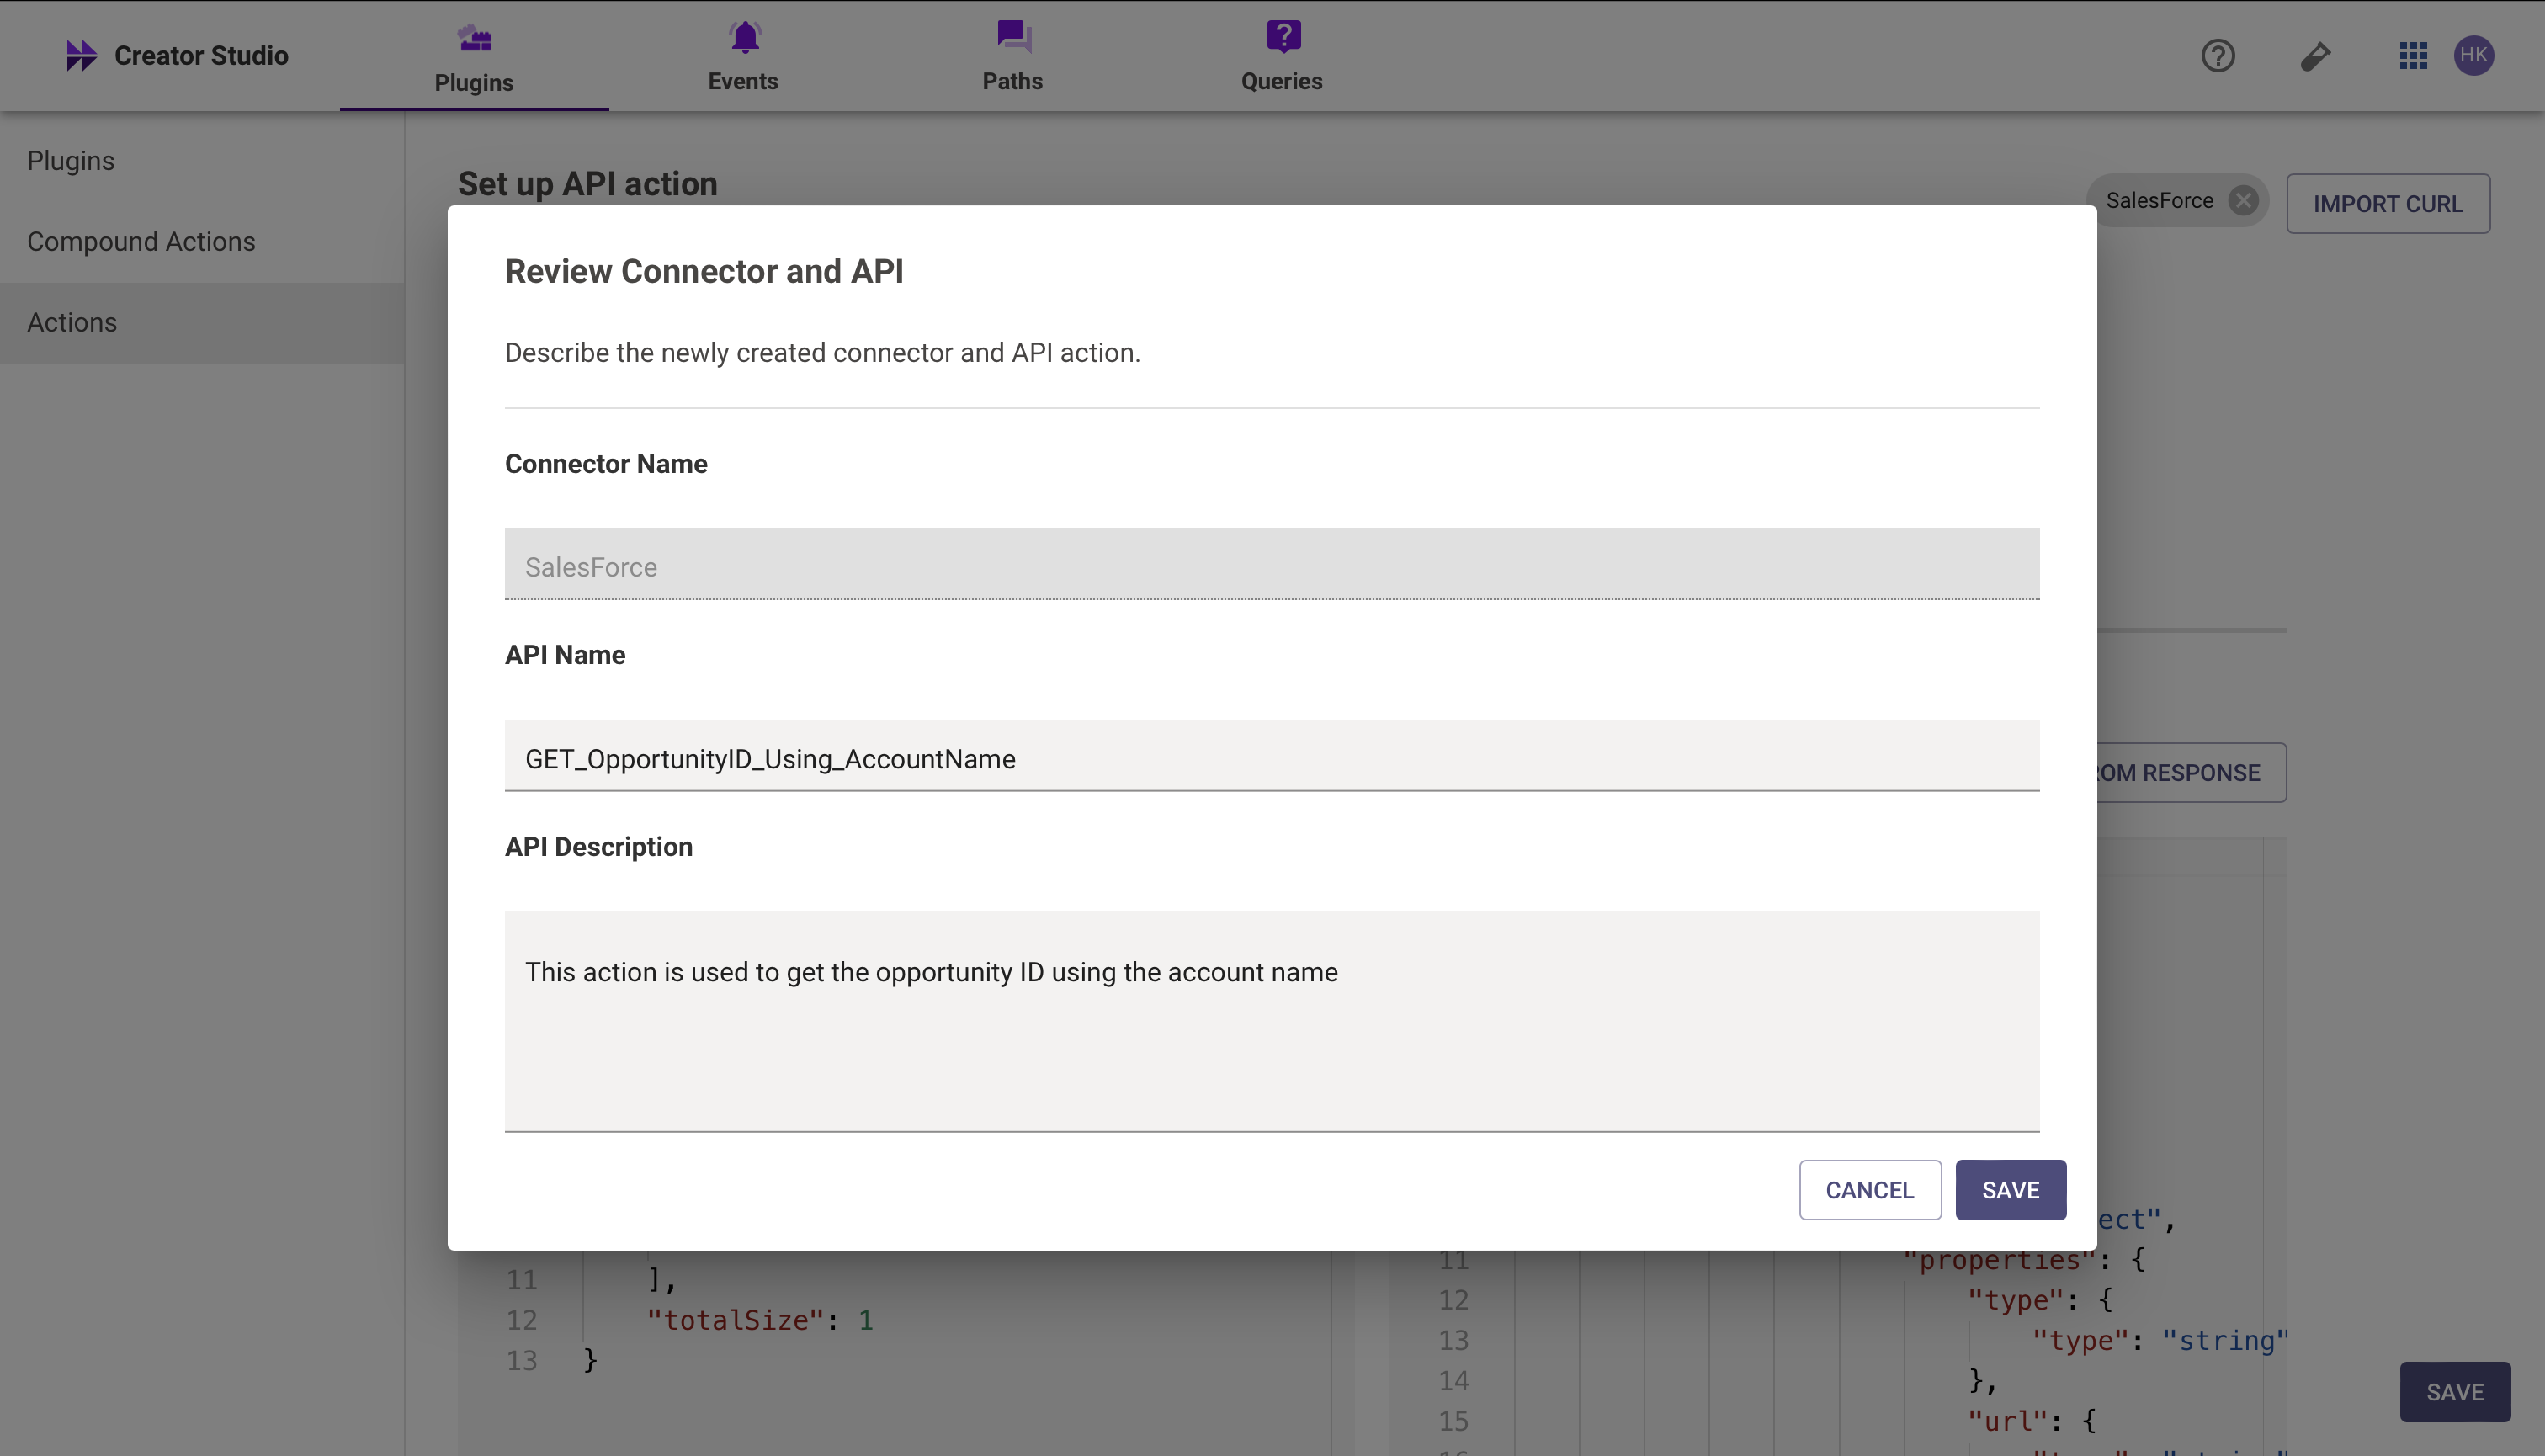 Creator Studio
Plugins
Events
Paths
Queries
HK
Plugins
Compound Actions
Actions
Set up API action
SalesForce
IMPORT CURL
Review Connector and API
Describe the newly created connector and API action.
Connector Name
SalesForce
API Name
GET_OpportunityID_Using_AccountName
ROM RESPONSE
API Description
This action is used to get the opportunity ID using the account name
CANCEL
SAVE
ect",
11 ],
12 "totalSize": 1
13 }
11 "properties": {
12 "type": {
13 "type": "string"
14 },
15 "url": {
SAVE